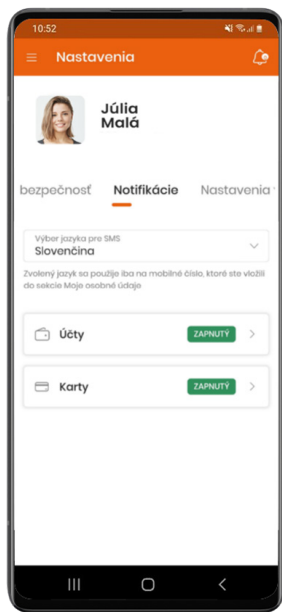 10:52
Nastavenia
Júlia
Malá
bezpečnosť Notifikácie Nastavenia
Výber jazyka pre SMS
Slovenčina
Zvolený jazyk sa použije iba na mobilné číslo, ktoré ste vložili
do sekcie Moje osobné údaje
Účty ZAPNUTÝ
Karty ZAPNUTÝ